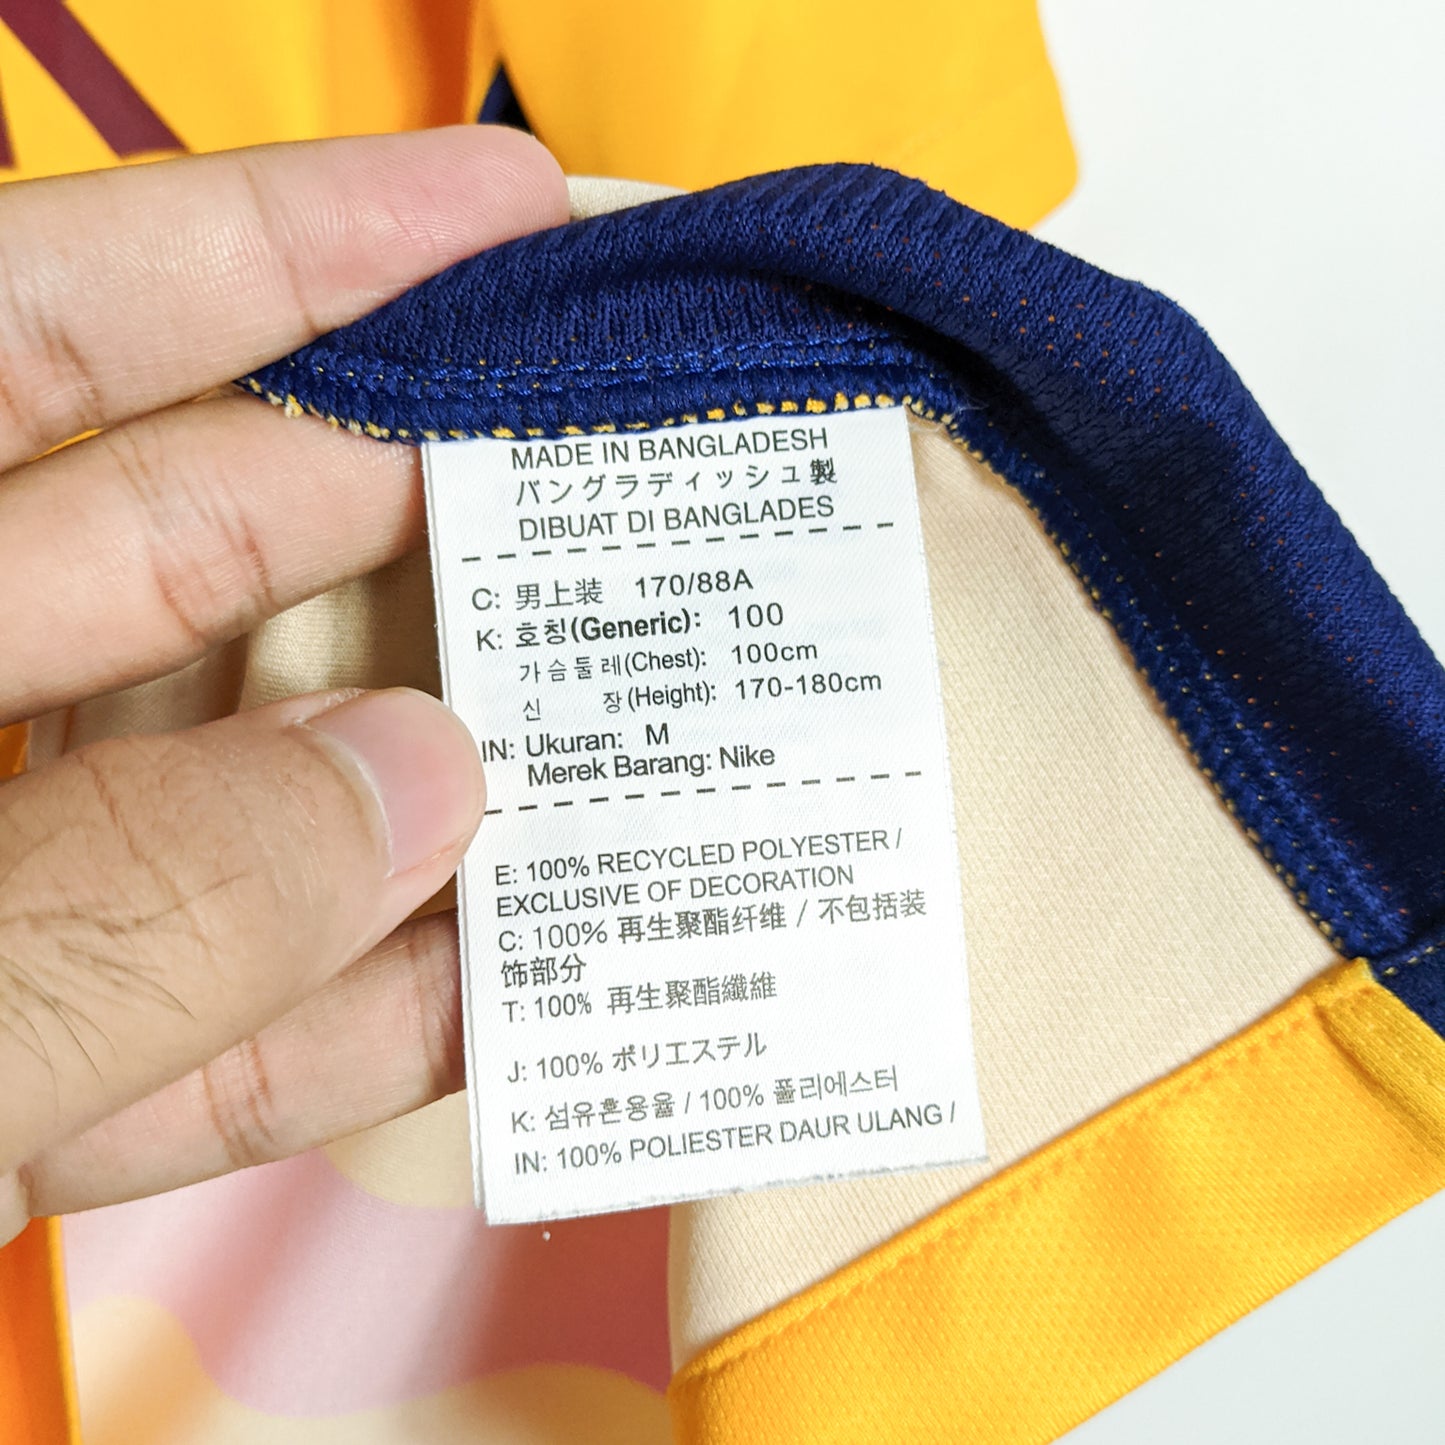 MADE IN BANGLADESH
バングラディッシュ製
DIBUAT DI BANGLADES
C: 男上装 170/88A
K: 호칭(Generic): 100
가슴둘레(Chest): 100cm
신 장(Height): 170-180cm
IN: Ukuran: M
Merek Barang: Nike
E: 100% RECYCLED POLYESTER /
EXCLUSIVE OF DECORATION
C: 100% 再生聚酯纤维 / 不包括装
饰部分
T: 100% 再生聚酯纖維
J: 100% ポリエステル
K: 섬유혼용율 / 100% 폴리에스터
IN: 100% POLIESTER DAUR ULANG /